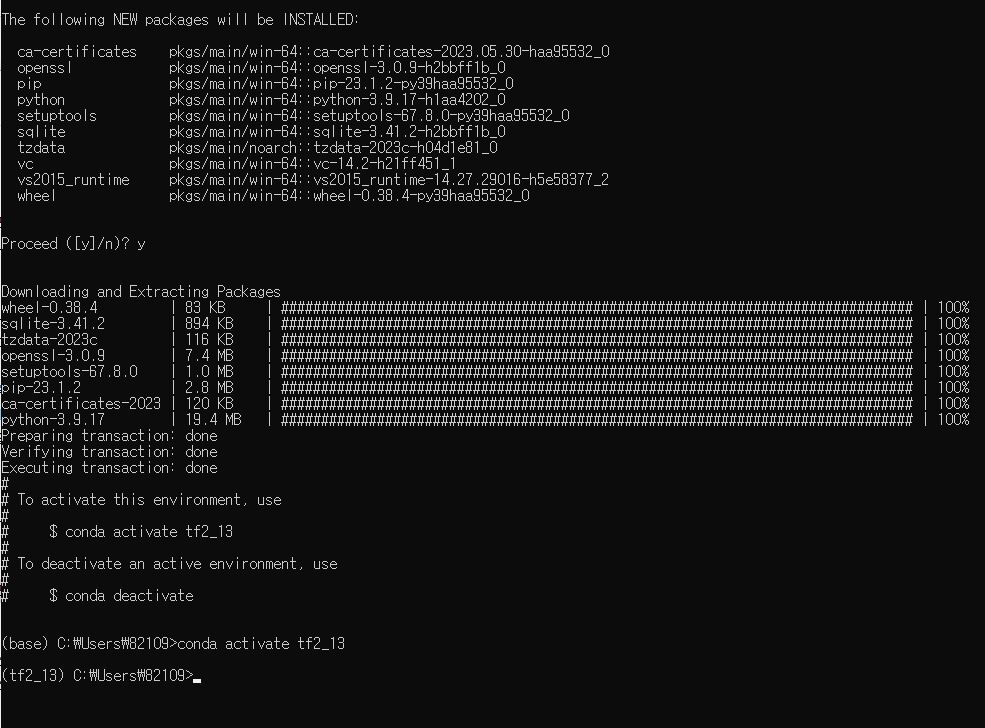 The following NEW packages will be INSTALLED:
ca-certificates pkgs/main/win-64::ca-certificates-2023.05.30-haa95532_0
openssl pkgs/main/win-64::openssl-3.0.9-h2bbff1b_0
pip pkgs/main/win-64::pip-23.1.2-py39haa95532_0
python pkgs/main/win-64::python-3.9.17-h1aa4202_0
setuptools pkgs/main/win-64::setuptools-67.8.0-py39haa95532_0
sqlite pkgs/main/win-64::sqlite-3.41.2-h2bbff1b_0
tzdata pkgs/main/noarch::tzdata-2023c-h04d1e81_0
vc pkgs/main/win-64::vc-14.2-h21ff451_1
vs2015_runtime pkgs/main/win-64::vs2015_runtime-14.27.29016-h5e58377_2
wheel pkgs/main/win-64::wheel-0.38.4-py39haa95532_0
Proceed ([y]/n)? y
Downloading and Extracting Packages
wheel-0.38.4 | 83 KB | ############################################################################### | 100%
sqlite-3.41.2 | 894 KB | ############################################################################### | 100%
tzdata-2023c | 116 KB | ############################################################################### | 100%
openssl-3.0.9 | 7.4 MB | ############################################################################### | 100%
setuptools-67.8.0 | 1.0 MB | ############################################################################### | 100%
pip-23.1.2 | 2.8 MB | ############################################################################### | 100%
ca-certificates-2023 | 120 KB | ############################################################################### | 100%
python-3.9.17 | 19.4 MB | ############################################################################### | 100%
Preparing transaction: done
Verifying transaction: done
Executing transaction: done
#
# To activate this environment, use
#
# $ conda activate tf2_13
#
# To deactivate an active environment, use
#
# $ conda deactivate
(base) C:₩Users₩82109>conda activate tf2_13
(tf2_13) C:₩Users₩82109>